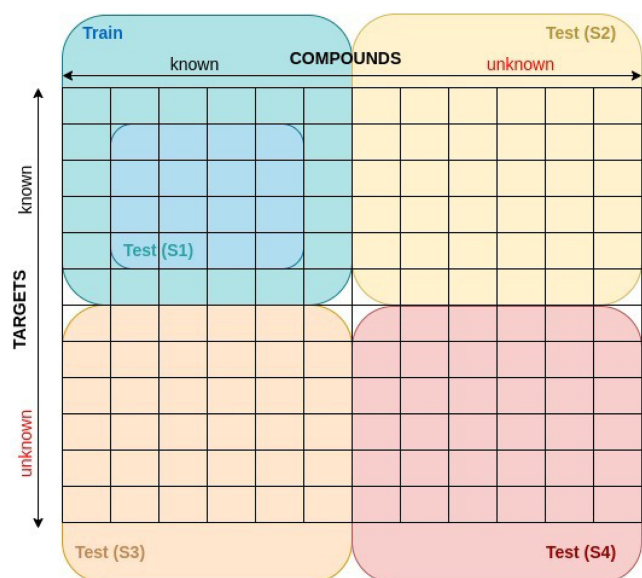 Train
Test (S2)
COMPOUNDS
known
unknown
known
Test (S1)
TARGETS
unknown
Test (S3)
Test (S4)